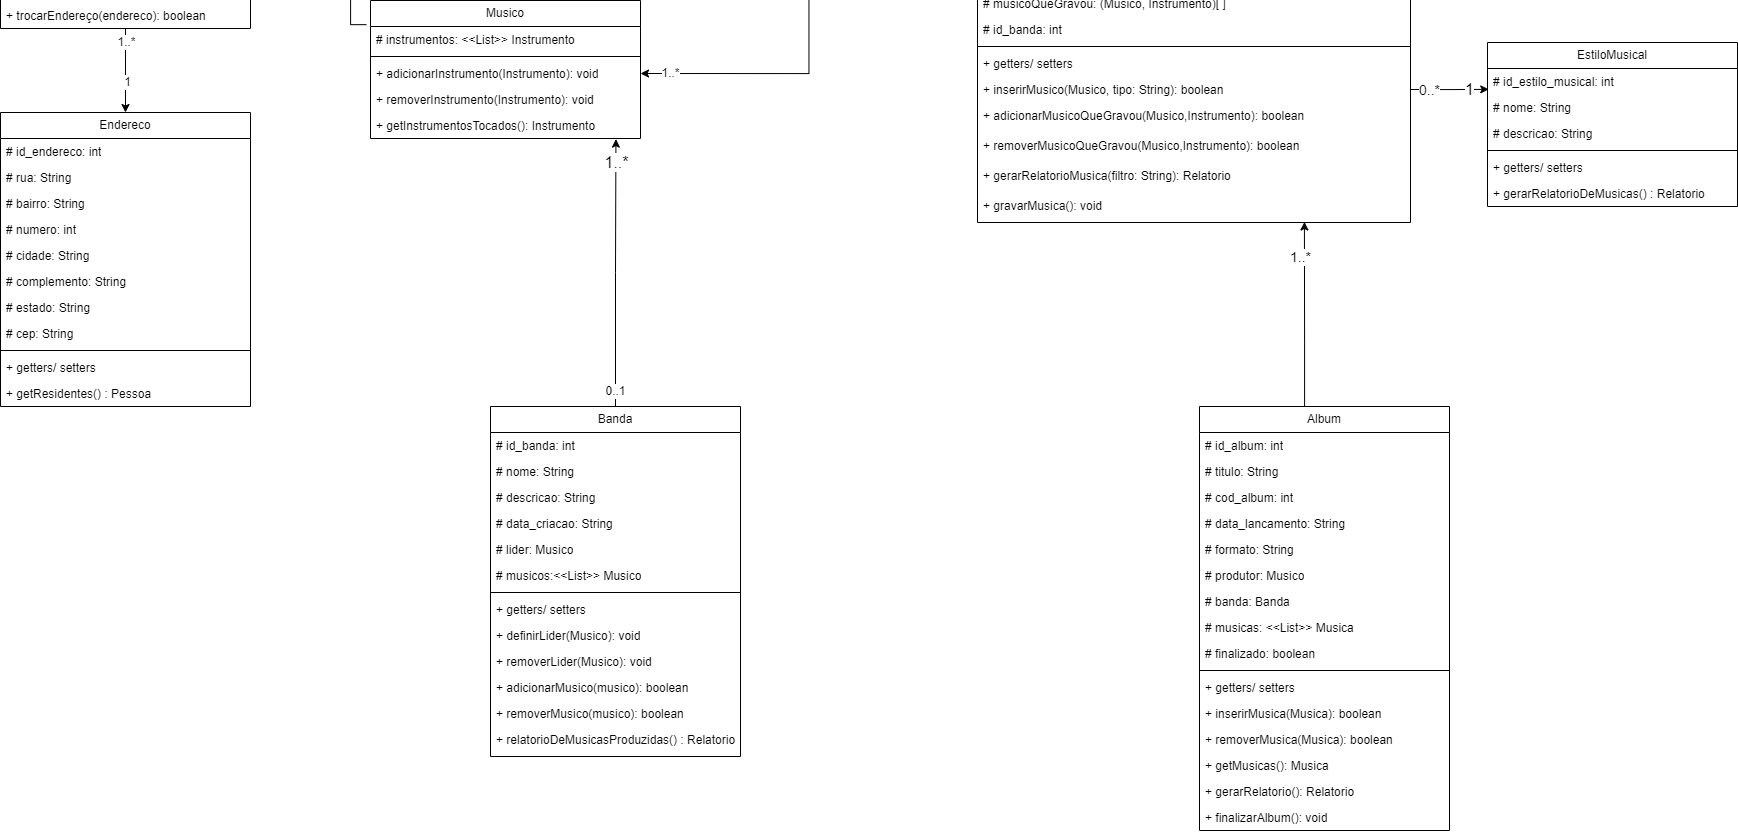 + trocarEndereço(endereco): boolean
1..*
1
Endereco
# id_endereco: int
# rua: String
# bairro: String
# numero: int
# cidade: String
# complemento: String
# estado: String
# cep: String
+ getters/ setters
+ getResidentes() : Pessoa
Musico
# instrumentos: <<List>> Instrumento
+ adicionarInstrumento(Instrumento): void
+ removerInstrumento(Instrumento): void
+ getInstrumentosTocados(): Instrumento
1..*
1..*
0..1
Banda
# id_banda: int
# nome: String
# descricao: String
# data_criacao: String
# lider: Musico
# musicos:<<List>> Musico
+ getters/ setters
+ definirLider(Musico): void
+ removerLider(Musico): void
+ adicionarMusico(musico): boolean
+ removerMusico(musico): boolean
+ relatorioDeMusicasProduzidas() : Relatorio
# musicoQueGravou: (Musico, Instrumento)[ ]
# id_banda: int
+ getters/ setters
+ inserirMusico(Musico, tipo: String): boolean
+ adicionarMusicoQueGravou(Musico,Instrumento): boolean
+ removerMusicoQueGravou(Musico,Instrumento): boolean
+ gerarRelatorioMusica(filtro: String): Relatorio
+ gravarMusica(): void
0..*
1
EstiloMusical
# id_estilo_musical: int
# nome: String
# descricao: String
+ getters/ setters
+ gerarRelatorioDeMusicas() : Relatorio
1..*
Album
# id_album: int
# titulo: String
# cod_album: int
# data_lancamento: String
# formato: String
# produtor: Musico
# banda: Banda
# musicas: <<List>> Musica
# finalizado: boolean
+ getters/ setters
+ inserirMusica(Musica): boolean
+ removerMusica(Musica): boolean
+ getMusicas(): Musica
+ gerarRelatorio(): Relatorio
+ finalizarAlbum(): void